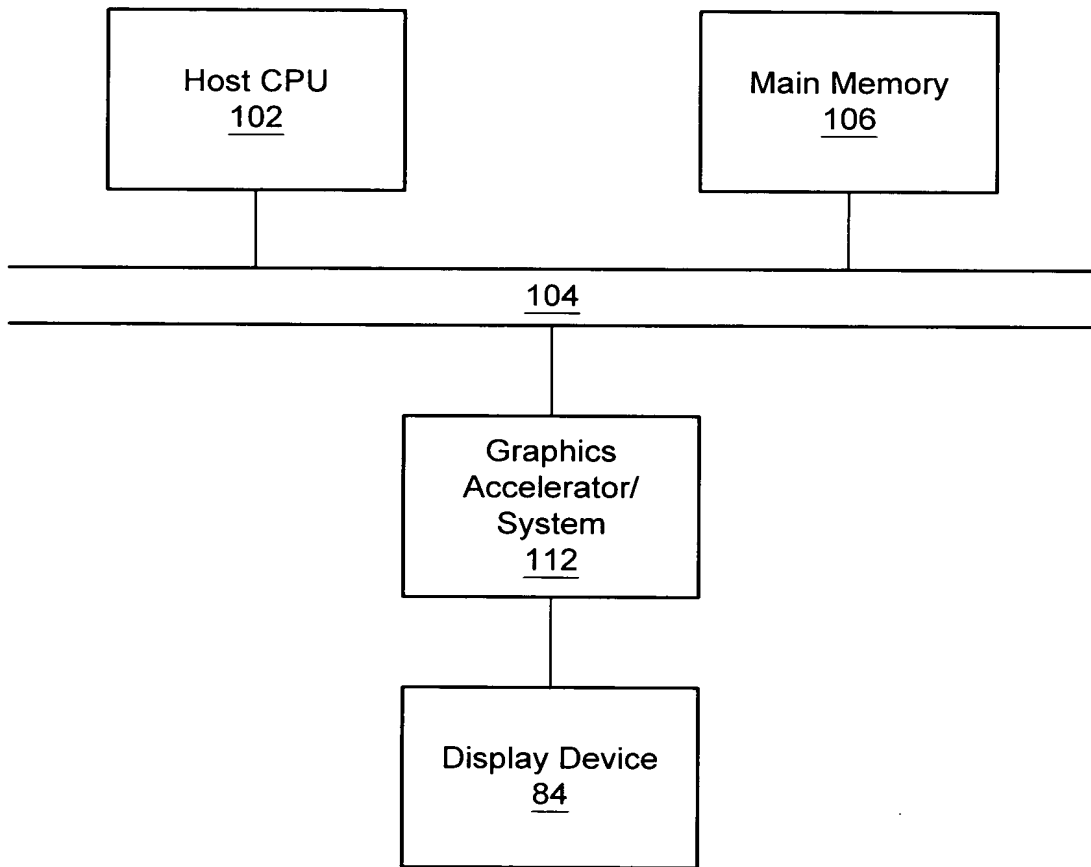 Host CPU
102
Main Memory
106
104
Graphics
Accelerator/
System
112
Display Device
84